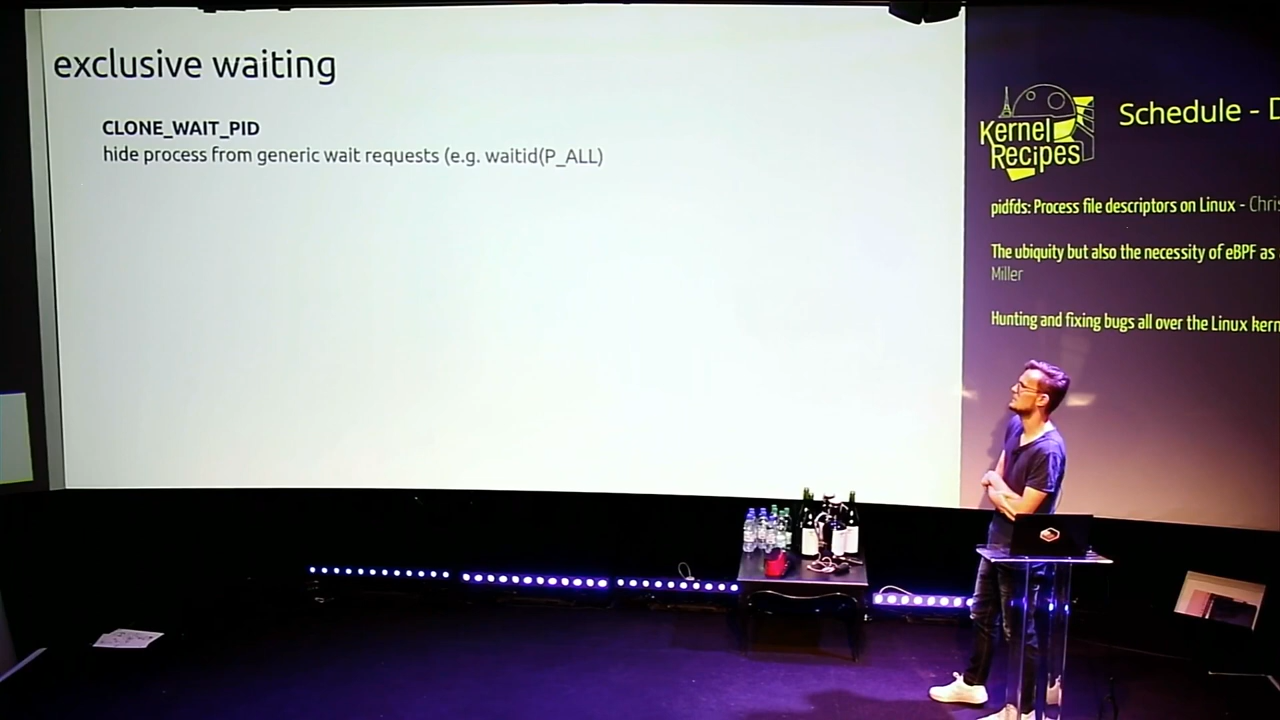 exclusive waiting
CLONE_WAIT_PID
hide process from generic wait requests (e.g. waitid(P_ALL)
Kernel
Recipes
Schedule -
pidfds: Process file descriptors on Linux -
The ubiquity but also the necessity of eBPF as
Miller
Hunting and fixing bugs all over the Linux